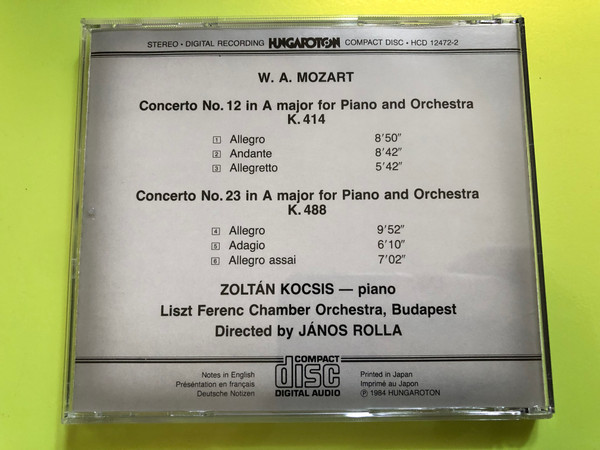 STEREO • DIGITAL RECORDING HUNGAROTON COMPACT DISC • HCD 12472-2
W. A. MOZART
Concerto No. 12 in A major for Piano and Orchestra
K. 414
1 Allegro 8′50″
2 Andante 8′42″
3 Allegretto 5′42″
Concerto No. 23 in A major for Piano and Orchestra
K. 488
4 Allegro 9′52″
5 Adagio 6′10″
6 Allegro assai 7′02″
ZOLTÁN KOCSIS — piano
Liszt Ferenc Chamber Orchestra, Budapest
Directed by JÁNOS ROLLA
Notes in English
Présentation en français
Deutsche Notizen
COMPACT
disc
DIGITAL AUDIO
Printed in Japan
Imprimé au Japon
℗ 1984 HUNGAROTON